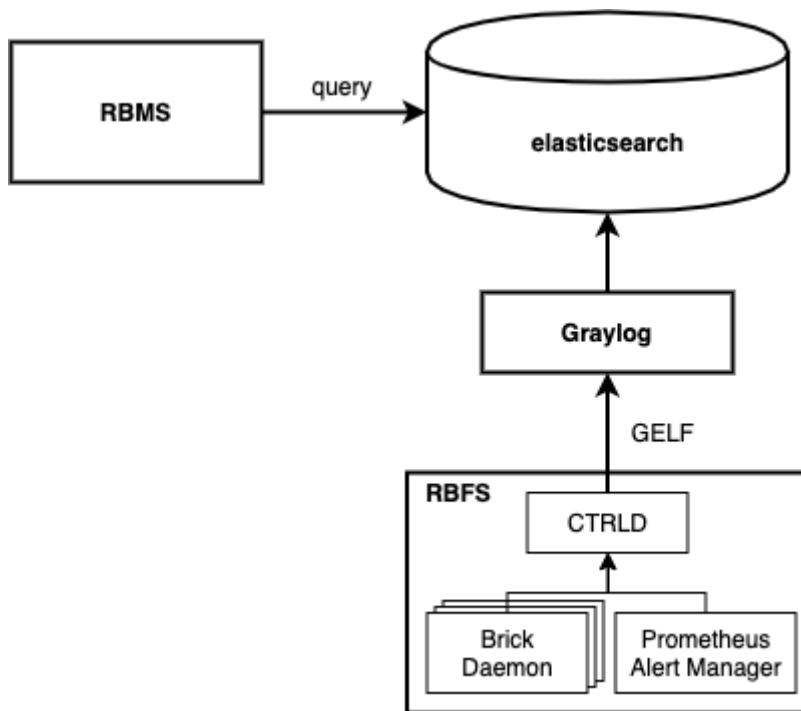 RBMS
query
elasticsearch
Graylog
GELF
RBFS
CTRLD
Brick
Daemon
Prometheus
Alert Manager